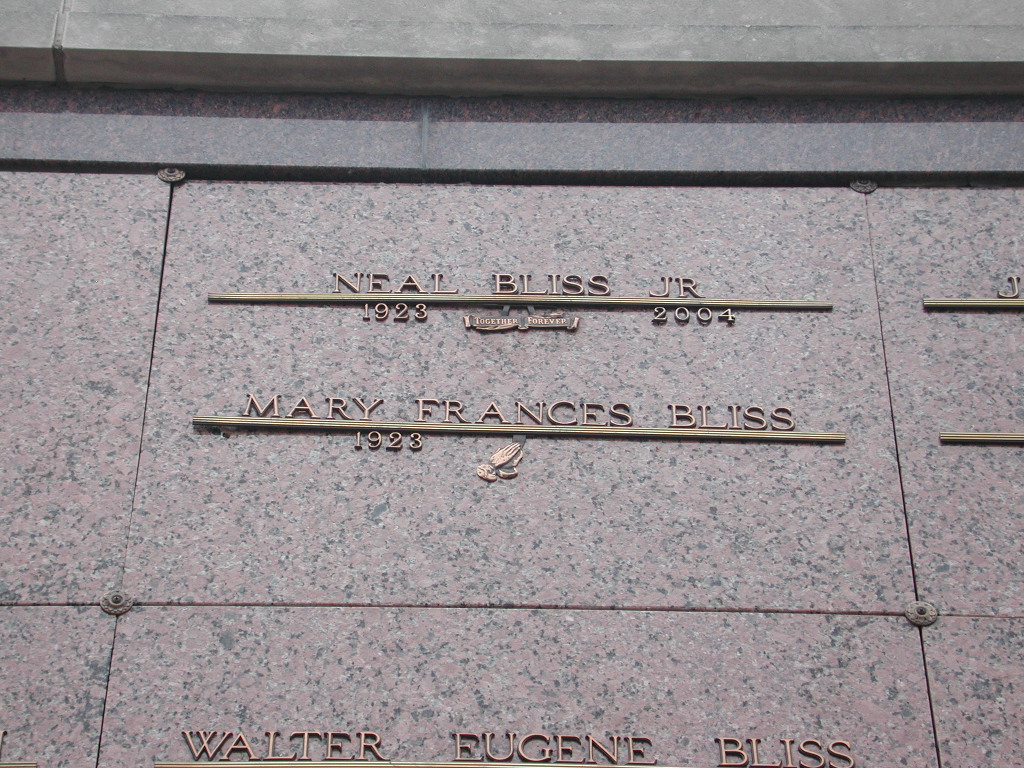 NEAL BLISS JR
1923 TOGETHER FOREVER 2004
MARY FRANCES BLISS
1923
WALTER EUGENE BLISS
J